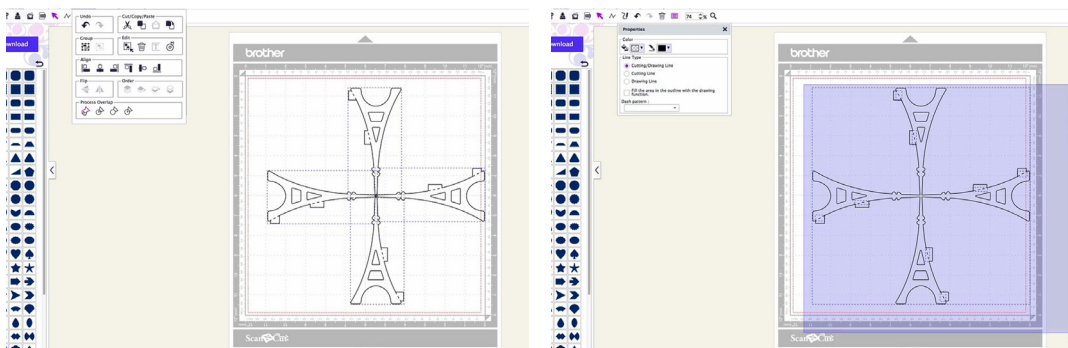 Undo
Cut/Copy/Paste
Group
Edit
Align
Flip
Order
Process Overlap
wnload
brother
ScanNCut
74
wnload
Properties
Color
Line Type
Cutting/Drawing Line
Cutting Line
Drawing Line
Fill the area in the outline with the drawing
function.
Dash pattern :
brother
ScanNCut